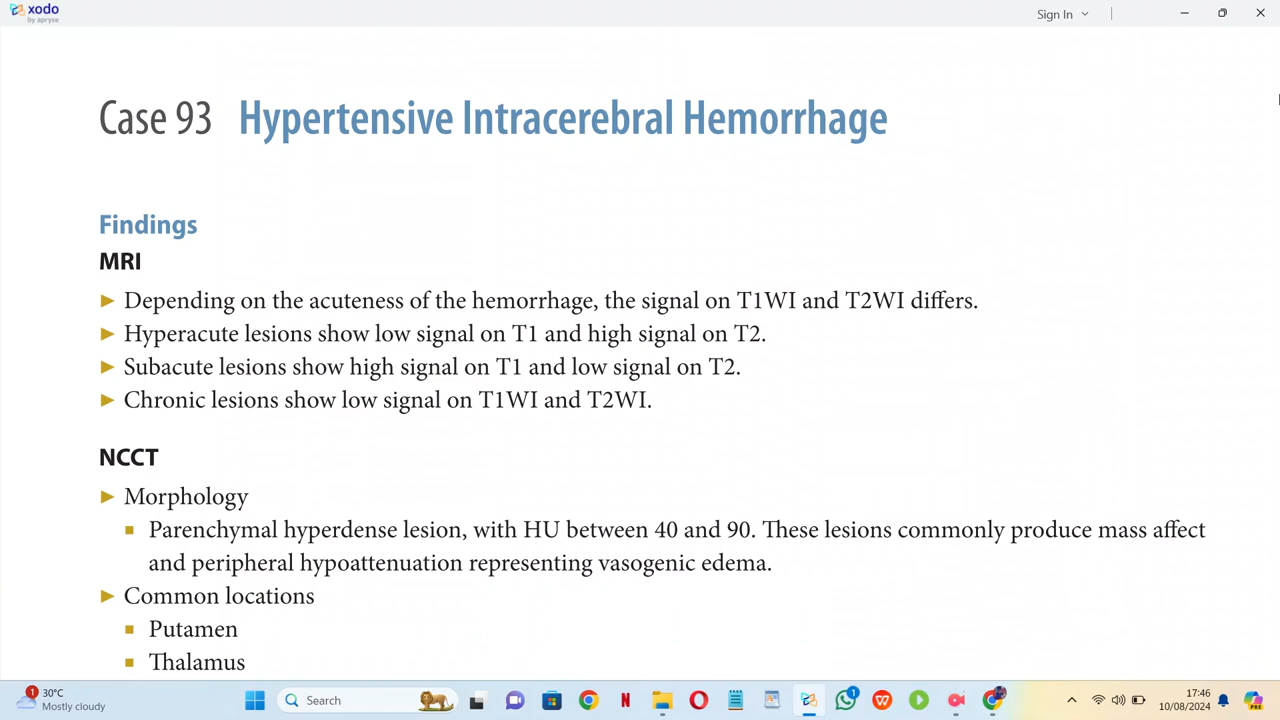 xodo
by apryse
Sign In
Case 93 Hypertensive Intracerebral Hemorrhage
Findings
MRI
► Depending on the acuteness of the hemorrhage, the signal on T1WI and T2WI differs.
► Hyperacute lesions show low signal on T1 and high signal on T2.
► Subacute lesions show high signal on T1 and low signal on T2.
► Chronic lesions show low signal on T1WI and T2WI.
NCCT
► Morphology
■ Parenchymal hyperdense lesion, with HU between 40 and 90. These lesions commonly produce mass affect
and peripheral hypoattenuation representing vasogenic edema.
► Common locations
■ Putamen
■ Thalamus
1
30°C
Mostly cloudy
Search
N
1
W
17:46
10/08/2024
PRE